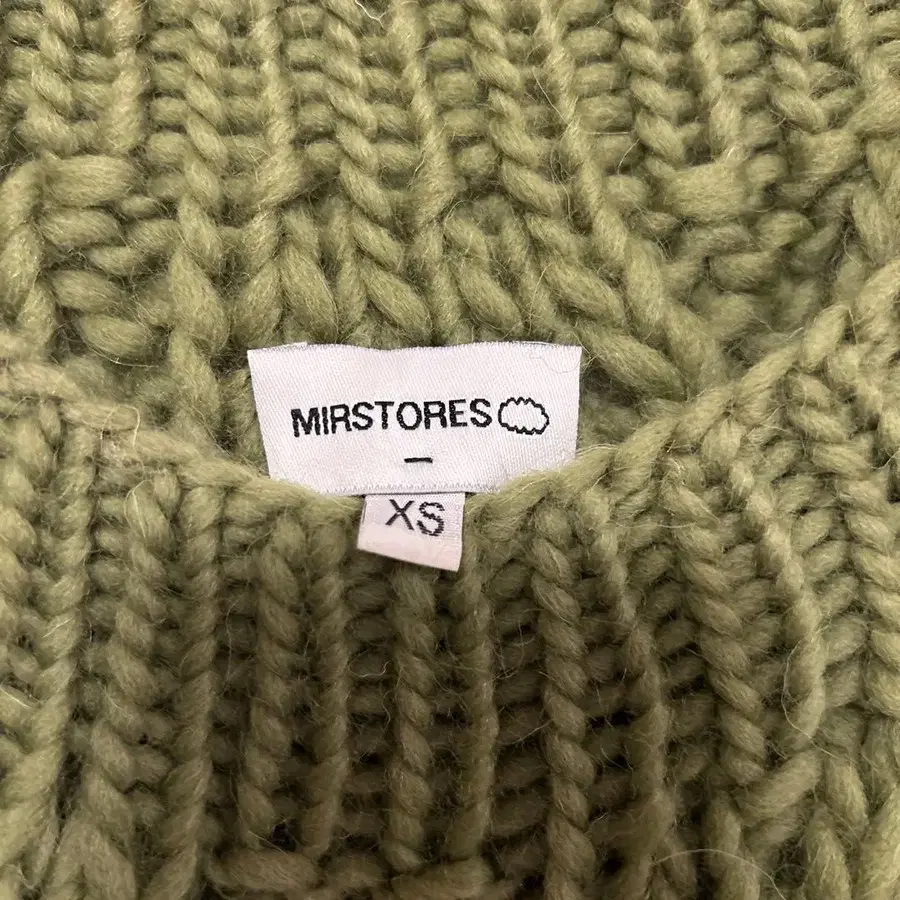 MIRSTORES
–
XS